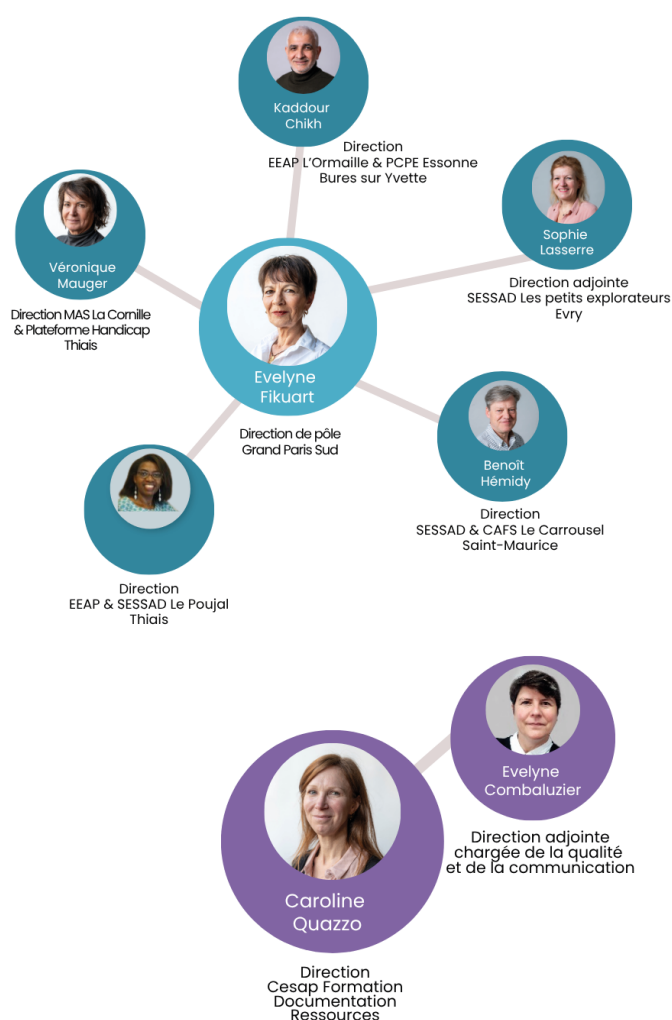 Kaddour
Chikh
Direction
EEAP L'Ormaille & PCPE Essonne
Bures sur Yvette
Sophie
Lasserre
Direction adjointe
SESSAD Les petits explorateurs
Evry
Véronique
Mauger
Direction MAS La Cornille
& Plateforme Handicap
Thiais
Evelyne
Fikuart
Direction de pôle
Grand Paris Sud
Benoît
Hémidy
Direction
SESSAD & CAFS Le Carrousel
Saint-Maurice
Direction
EEAP & SESSAD Le Poujal
Thiais
Evelyne
Combaluzier
Direction adjointe
chargée de la qualité
et de la communication
Caroline
Quazzo
Direction
Cesap Formation
Documentation
Ressources